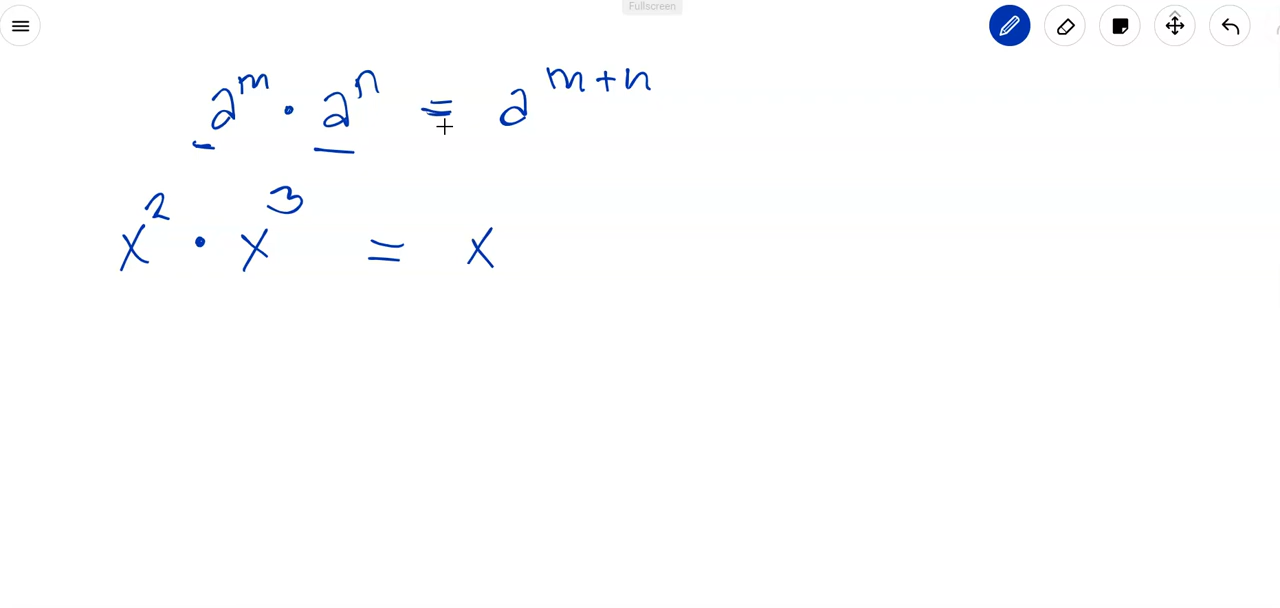 Fullscreen
a^m · a^n = a^{m+n}
x^2 · x^3 = x